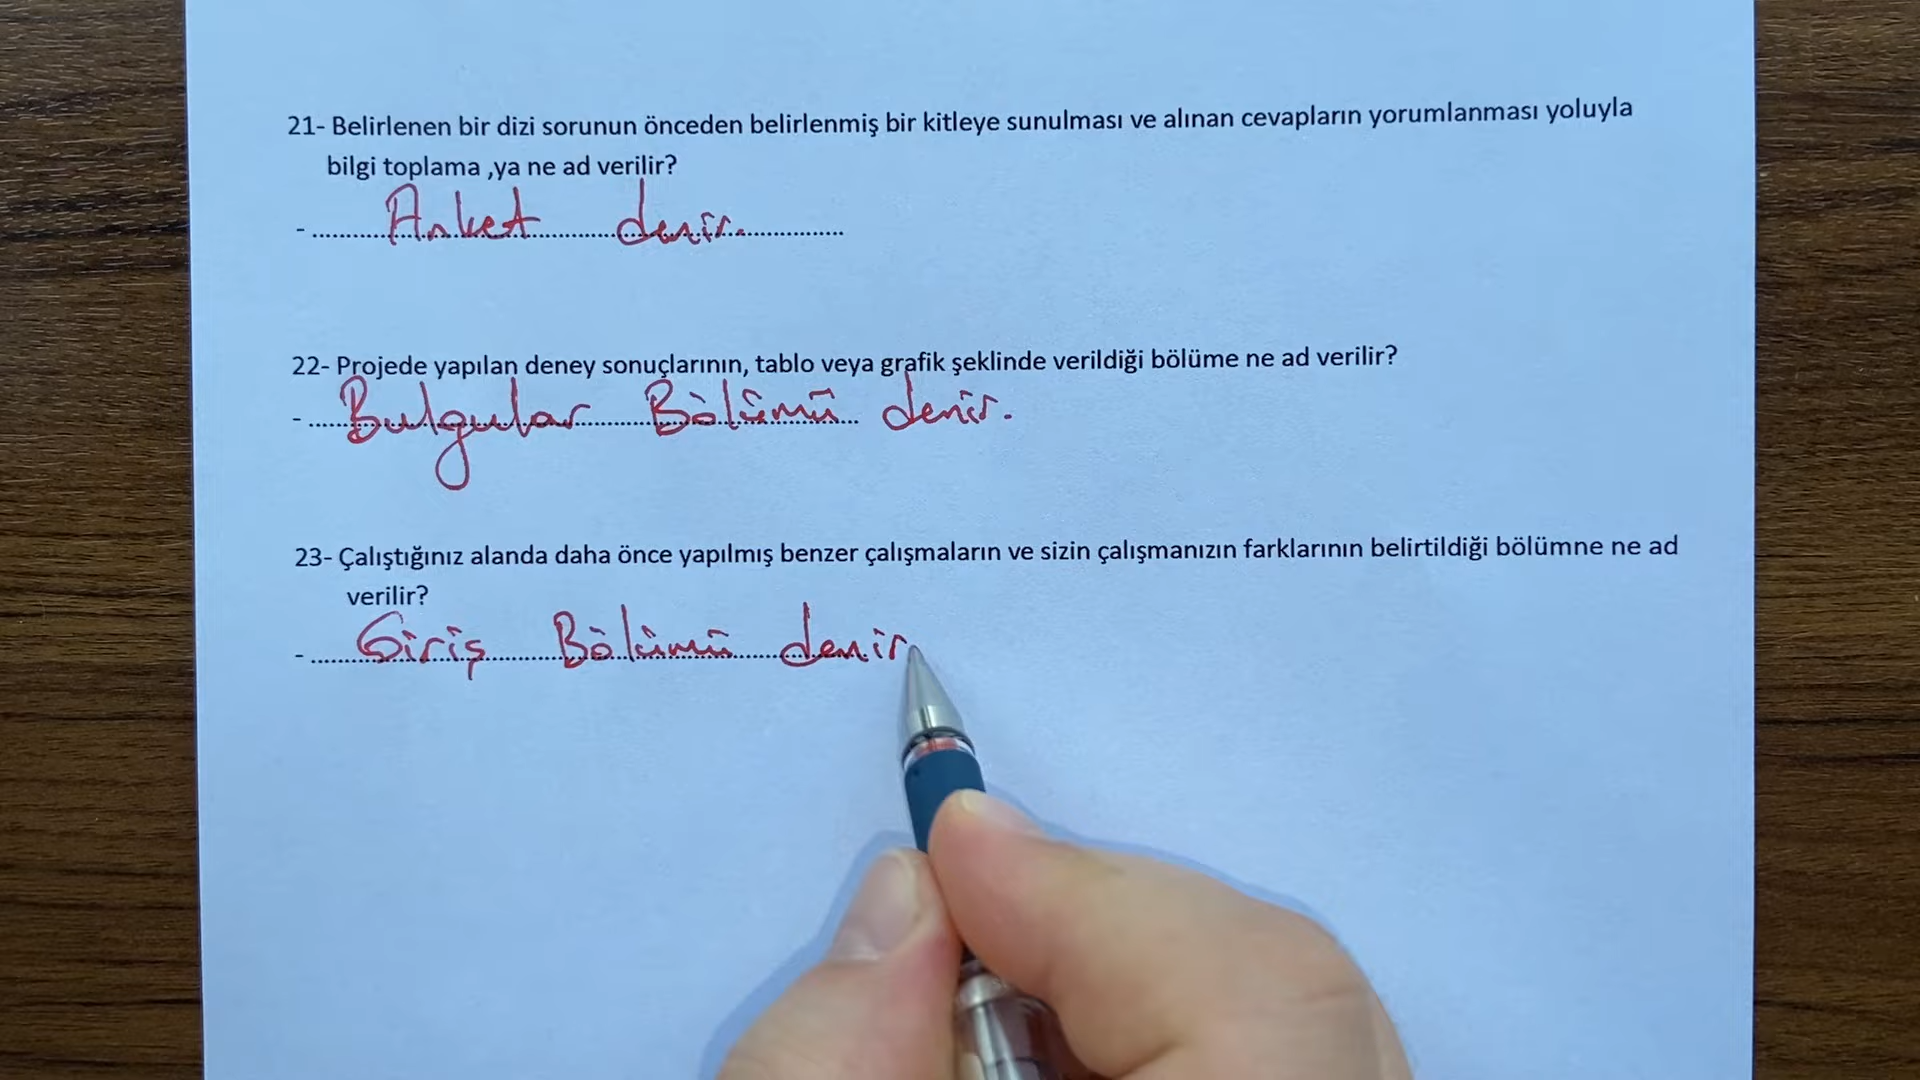 21- Belirlenen bir dizi sorunun önceden belirlenmiş bir kitleye sunulması ve alınan cevapların yorumlanması yoluyla
bilgi toplama ,ya ne ad verilir?
- Anket denir.
22- Projede yapılan deney sonuçlarının, tablo veya grafik şeklinde verildiği bölüme ne ad verilir?
- Bulgular Bölümü denir.
23- Çalıştığınız alanda daha önce yapılmış benzer çalışmaların ve sizin çalışmanızın farklarının belirtildiği bölümne ne ad
verilir?
- Giriş Bölümü denir